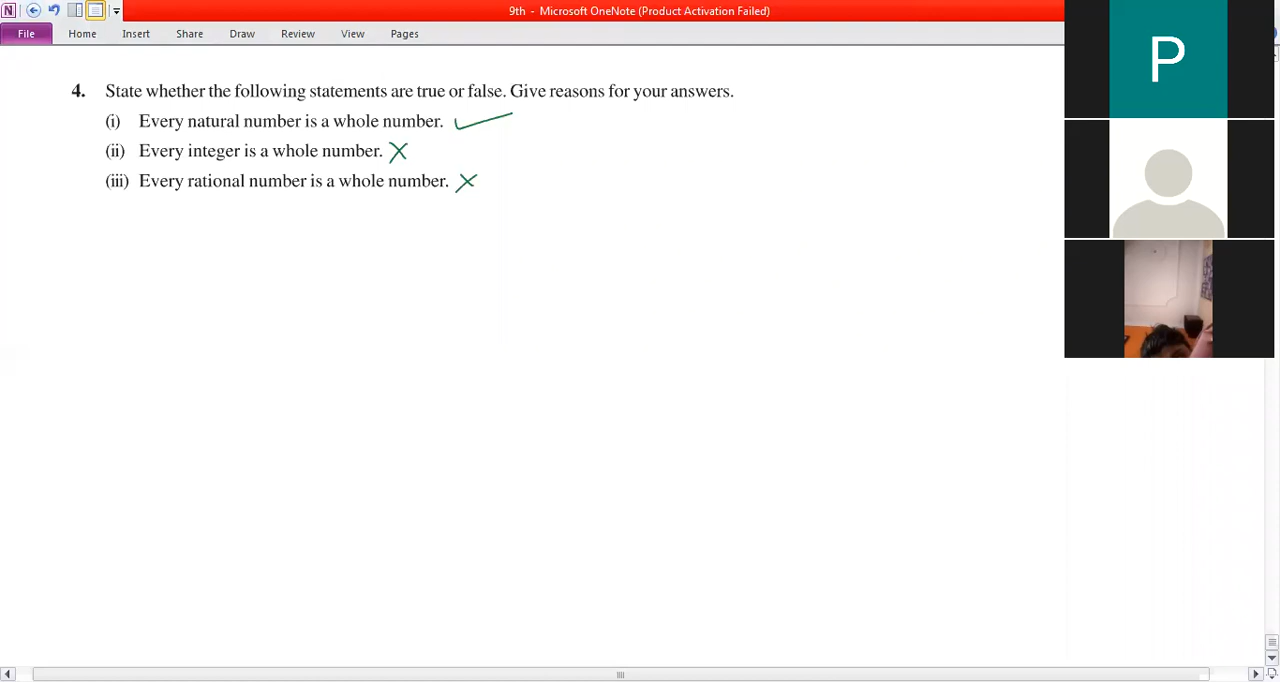 9th - Microsoft OneNote (Product Activation Failed)
File Home Insert Share Draw Review View Pages
4. State whether the following statements are true or false. Give reasons for your answers.
(i) Every natural number is a whole number.
(ii) Every integer is a whole number.
(iii) Every rational number is a whole number.
P